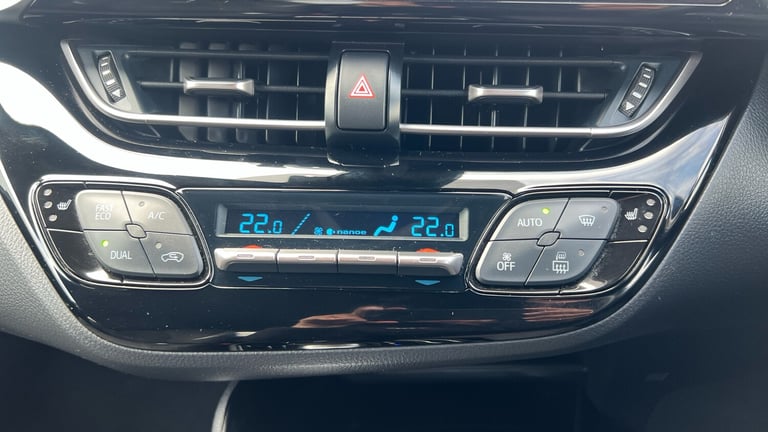 FAST
ECO
A/C
DUAL
22.0
nanoe
22.0
AUTO
OFF